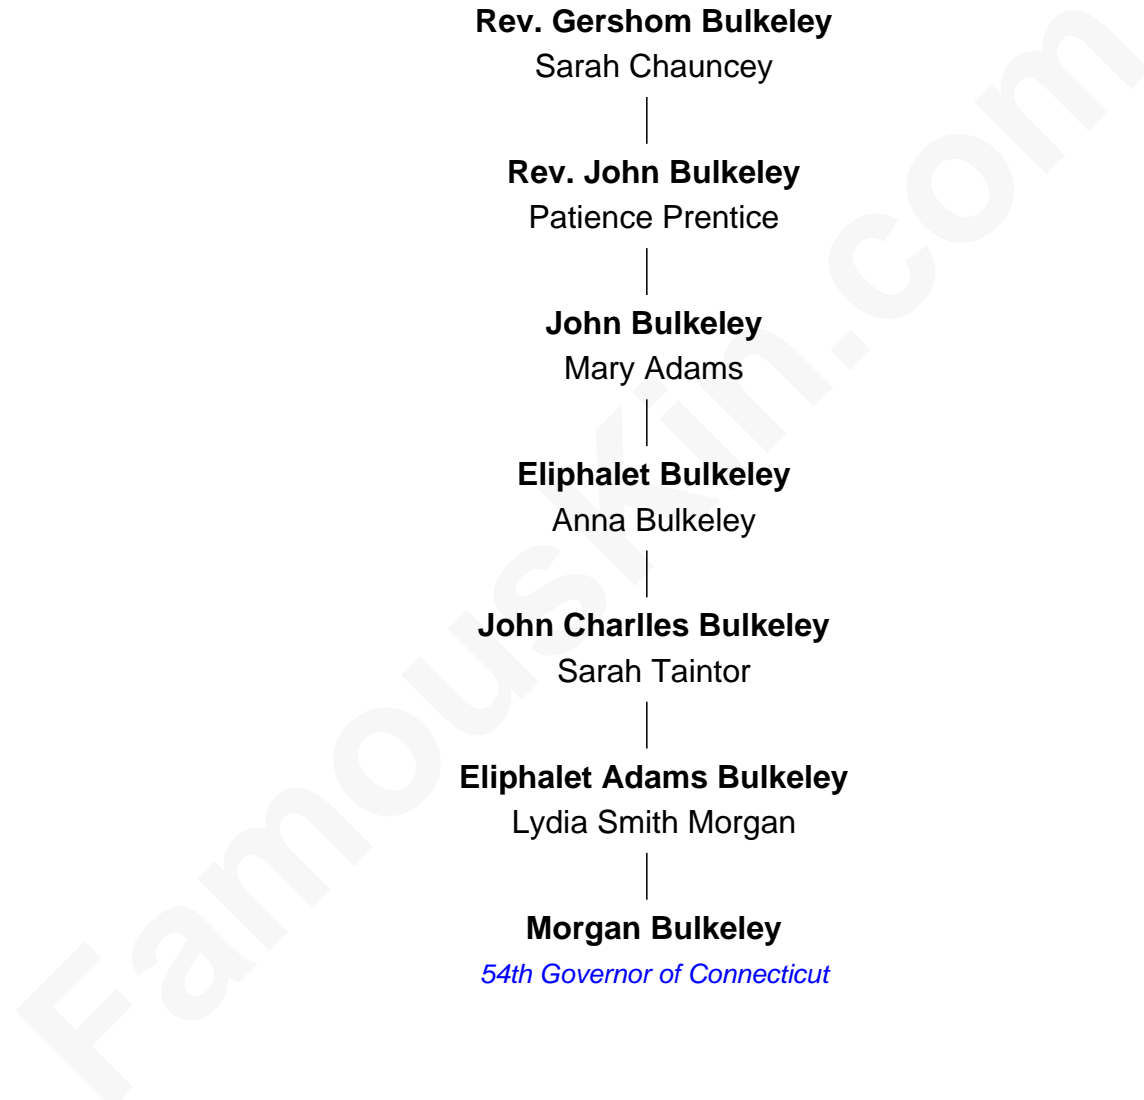 Rev. Gershom Bulkeley
Sarah Chauncey
Rev. John Bulkeley
Patience Prentice
John Bulkeley
Mary Adams
Eliphalet Bulkeley
Anna Bulkeley
John Charlles Bulkeley
Sarah Taintor
Eliphalet Adams Bulkeley
Lydia Smith Morgan
Morgan Bulkeley
54th Governor of Connecticut
FamousKin.com